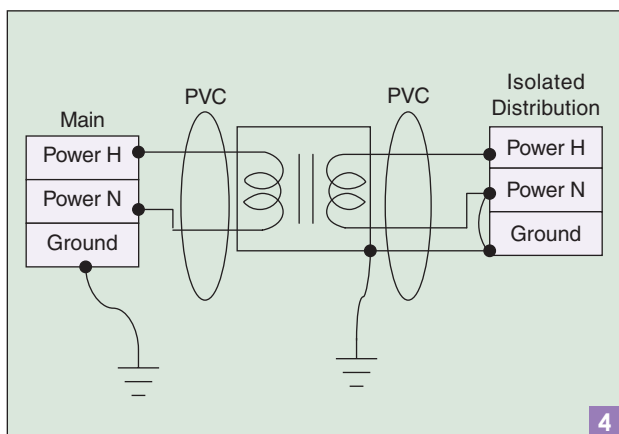 Main
Power H
Power N
Ground
PVC
PVC
Isolated
Distribution
Power H
Power N
Ground
4